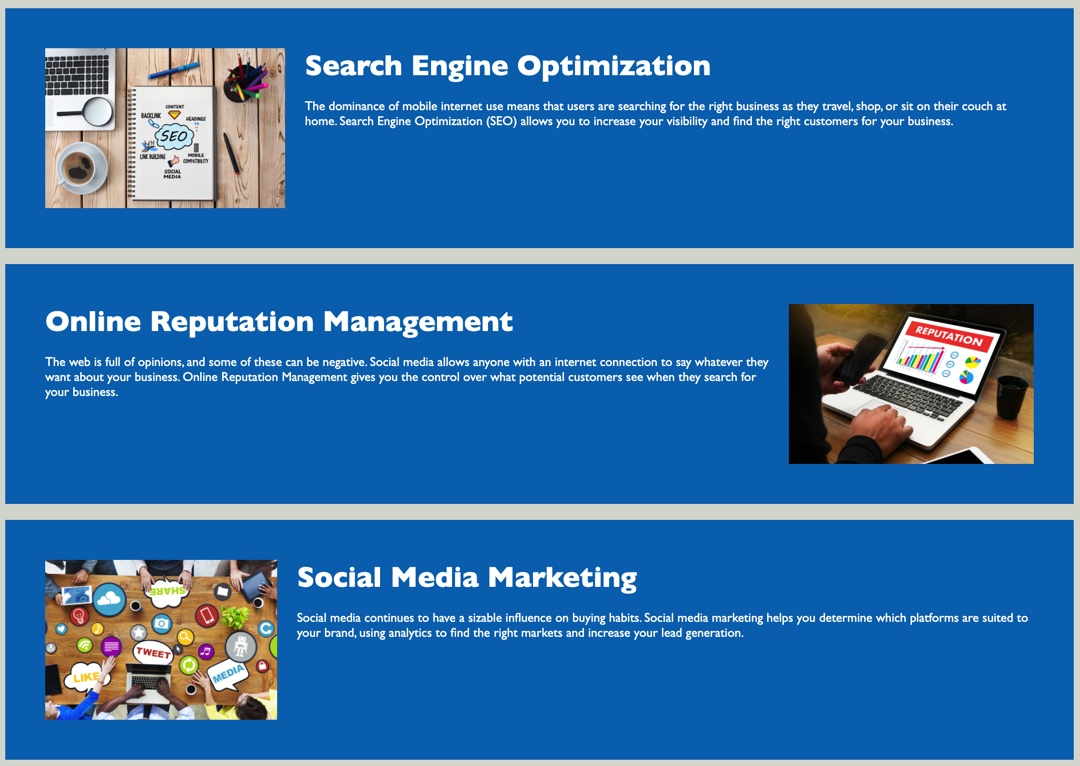 Search Engine Optimization
The dominance of mobile internet use means that users are searching for the right business as they travel, shop, or sit on their couch at
home. Search Engine Optimization (SEO) allows you to increase your visibility and find the right customers for your business.
CONTENT
BACKLINK
HEADINGS
SEO
LINK BUILDING
MOBILE
COMPATIBILITY
SOCIAL
MEDIA
Online Reputation Management
The web is full of opinions, and some of these can be negative. Social media allows anyone with an internet connection to say whatever they
want about your business. Online Reputation Management gives you the control over what potential customers see when they search for
your business.
REPUTATION
Social Media Marketing
Social media continues to have a sizable influence on buying habits. Social media marketing helps you determine which platforms are suited to
your brand, using analytics to find the right markets and increase your lead generation.
SHARE
TWEET
LIKE
MEDIA